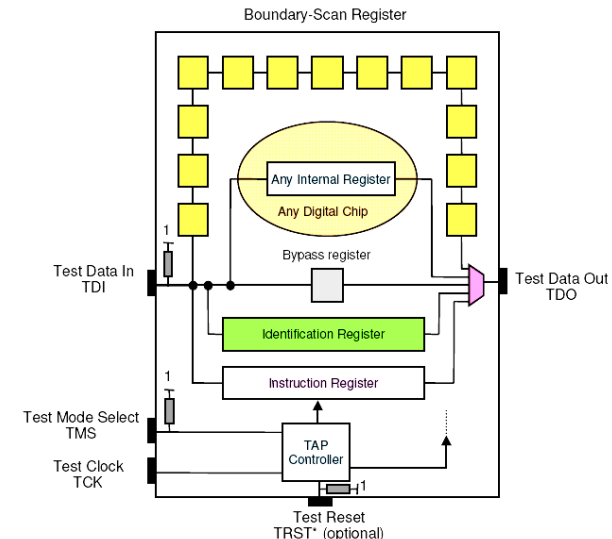 Boundary-Scan Register
Any Internal Register
Any Digital Chip
1
Bypass register
Test Data In
TDI
Test Data Out
TDO
Identification Register
1
Instruction Register
Test Mode Select
TMS
TAP
Controller
Test Clock
TCK
1
Test Reset
TRST* (optional)